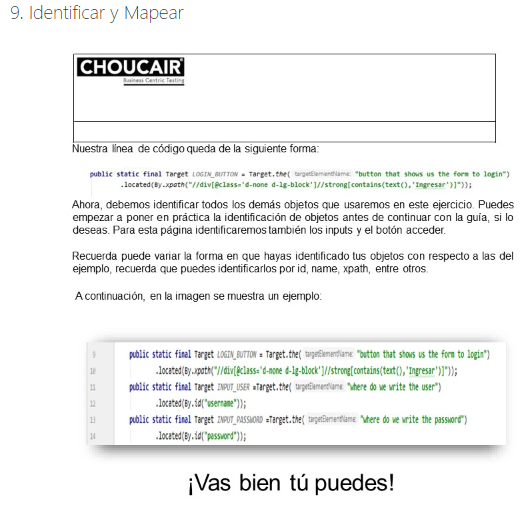 9. Identificar y Mapear
CHOUCAIR
Business Centric Testing
Nuestra línea de código queda de la siguiente forma:
public static final Target LOGIN_BUTTON = Target.the( targetElementName: "button that shows us the form to login")
.located(By.xpath("//div[@class='d-none d-lg-block']//strong[contains(text(),'Ingresar')]"));
Ahora, debemos identificar todos los demás objetos que usaremos en este ejercicio. Puedes
empezar a poner en práctica la identificación de objetos antes de continuar con la guía, si lo
deseas. Para esta página identificaremos también los inputs y el botón acceder.
Recuerda puede variar la forma en que hayas identificado tus objetos con respecto a las del
ejemplo, recuerda que puedes identificarlos por id, name, xpath, entre otros.
A continuación, en la imagen se muestra un ejemplo:
9 public static final Target LOGIN_BUTTON = Target.the( targetElementName: "button that shows us the form to login")
10 .located(By.xpath("//div[@class='d-none d-lg-block']//strong[contains(text(),'Ingresar')]"));
11 public static final Target INPUT_USER =Target.the( targetElementName: "where do we write the user")
12 .located(By.id("username"));
13 public static final Target INPUT_PASSWORD =Target.the( targetElementName: "where do we write the password")
14 .located(By.id("password"));
¡Vas bien tú puedes!